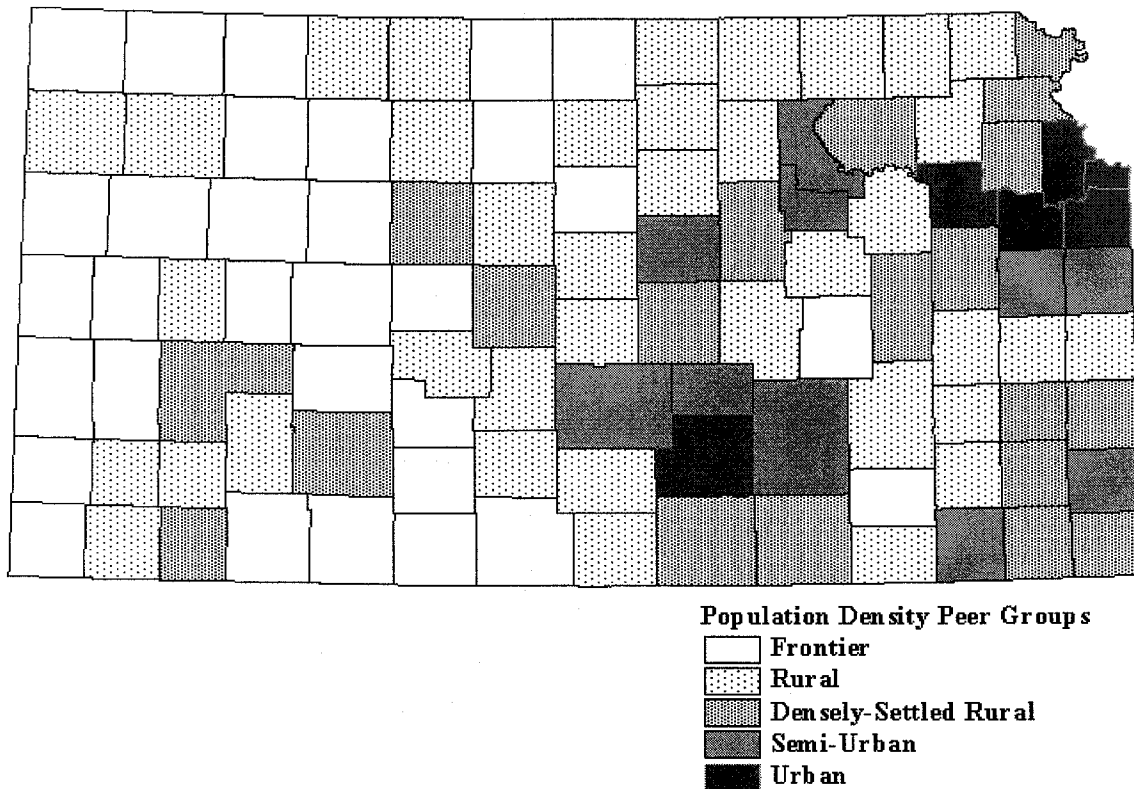 Population Density Peer Groups
Frontier
Rural
Densely-Settled Rural
Semi-Urban
Urban